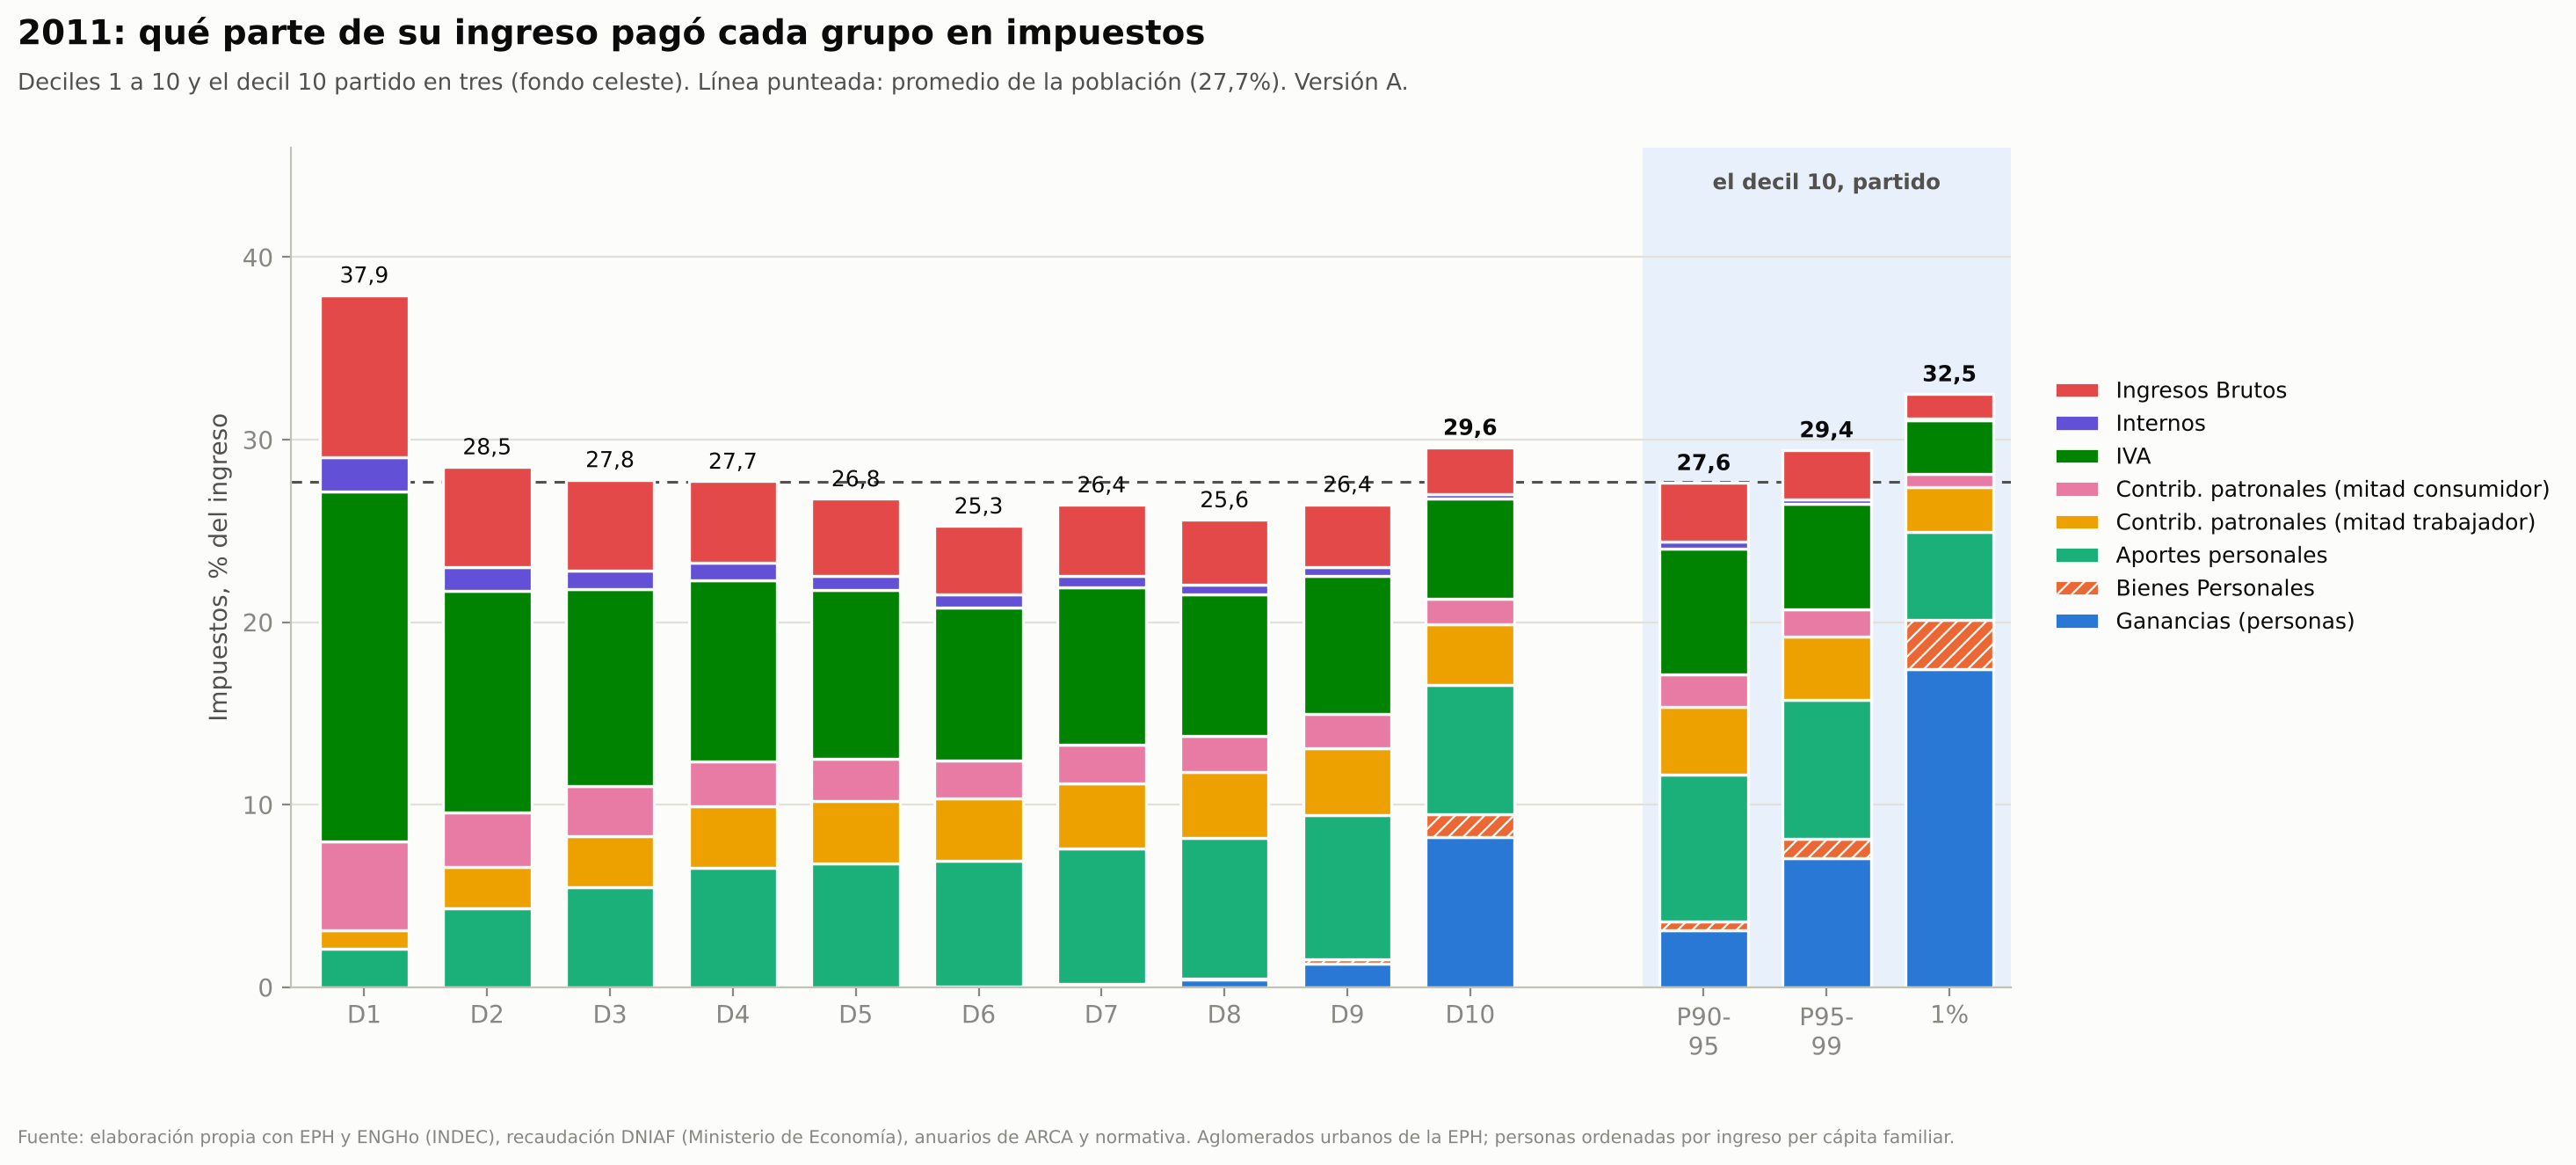 2011: qué parte de su ingreso pagó cada grupo en impuestos
Deciles 1 a 10 y el decil 10 partido en tres (fondo celeste). Línea punteada: promedio de la población (27,7%). Versión A.
el decil 10, partido
Impuestos, % del ingreso
40
30
20
10
0
37,9
28,5
27,8
27,7
26,8
25,3
26,4
25,6
26,4
29,6
27,6
29,4
32,5
D1
D2
D3
D4
D5
D6
D7
D8
D9
D10
P90-
95
P95-
99
1%
Ingresos Brutos
Internos
IVA
Contrib. patronales (mitad consumidor)
Contrib. patronales (mitad trabajador)
Aportes personales
Bienes Personales
Ganancias (personas)
Fuente: elaboración propia con EPH y ENGHo (INDEC), recaudación DNIAF (Ministerio de Economía), anuarios de ARCA y normativa. Aglomerados urbanos de la EPH; personas ordenadas por ingreso per cápita familiar.